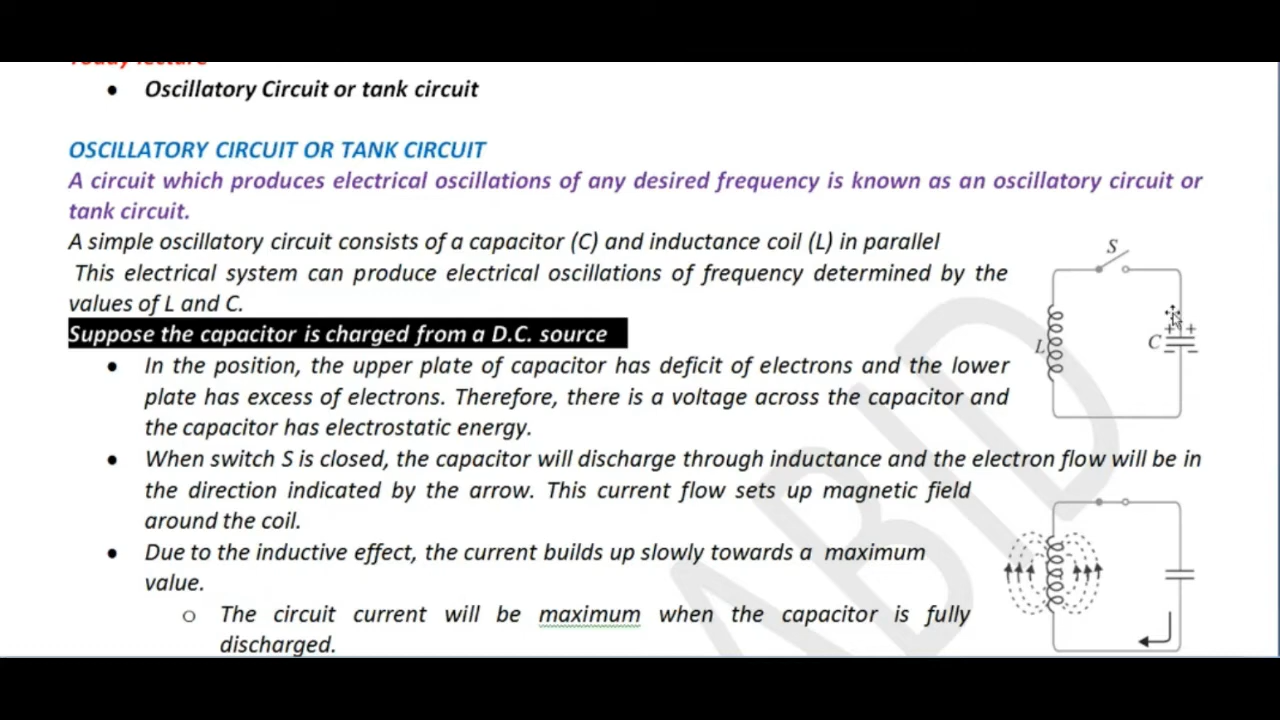 Today lecture
• Oscillatory Circuit or tank circuit
OSCILLATORY CIRCUIT OR TANK CIRCUIT
A circuit which produces electrical oscillations of any desired frequency is known as an oscillatory circuit or
tank circuit.
A simple oscillatory circuit consists of a capacitor (C) and inductance coil (L) in parallel
This electrical system can produce electrical oscillations of frequency determined by the
values of L and C.
Suppose the capacitor is charged from a D.C. source
• In the position, the upper plate of capacitor has deficit of electrons and the lower
plate has excess of electrons. Therefore, there is a voltage across the capacitor and
the capacitor has electrostatic energy.
• When switch S is closed, the capacitor will discharge through inductance and the electron flow will be in
the direction indicated by the arrow. This current flow sets up magnetic field
around the coil.
• Due to the inductive effect, the current builds up slowly towards a maximum
value.
o The circuit current will be maximum when the capacitor is fully
discharged.
S
L
C
+ +
− −
ABID